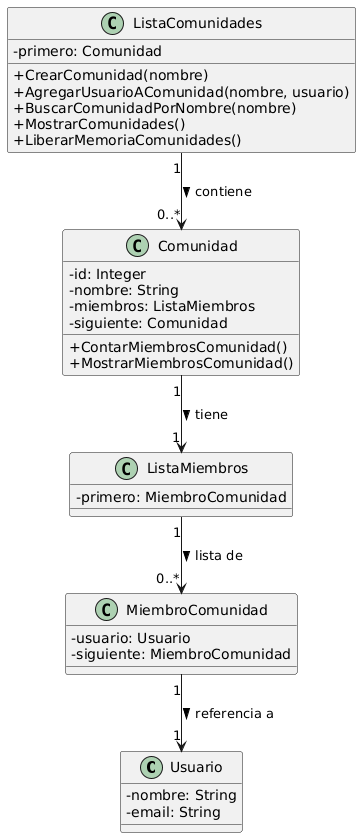 C ListaComunidades
-primero: Comunidad
+CrearComunidad(nombre)
+AgregarUsuarioAComunidad(nombre, usuario)
+BuscarComunidadPorNombre(nombre)
+MostrarComunidades()
+LiberarMemoriaComunidades()
1
contiene
0..*
C Comunidad
-id: Integer
-nombre: String
-miembros: ListaMiembros
-siguiente: Comunidad
+ContarMiembrosComunidad()
+MostrarMiembrosComunidad()
1
tiene
1
C ListaMiembros
-primero: MiembroComunidad
1
lista de
0..*
C MiembroComunidad
-usuario: Usuario
-siguiente: MiembroComunidad
1
referencia a
1
C Usuario
-nombre: String
-email: String